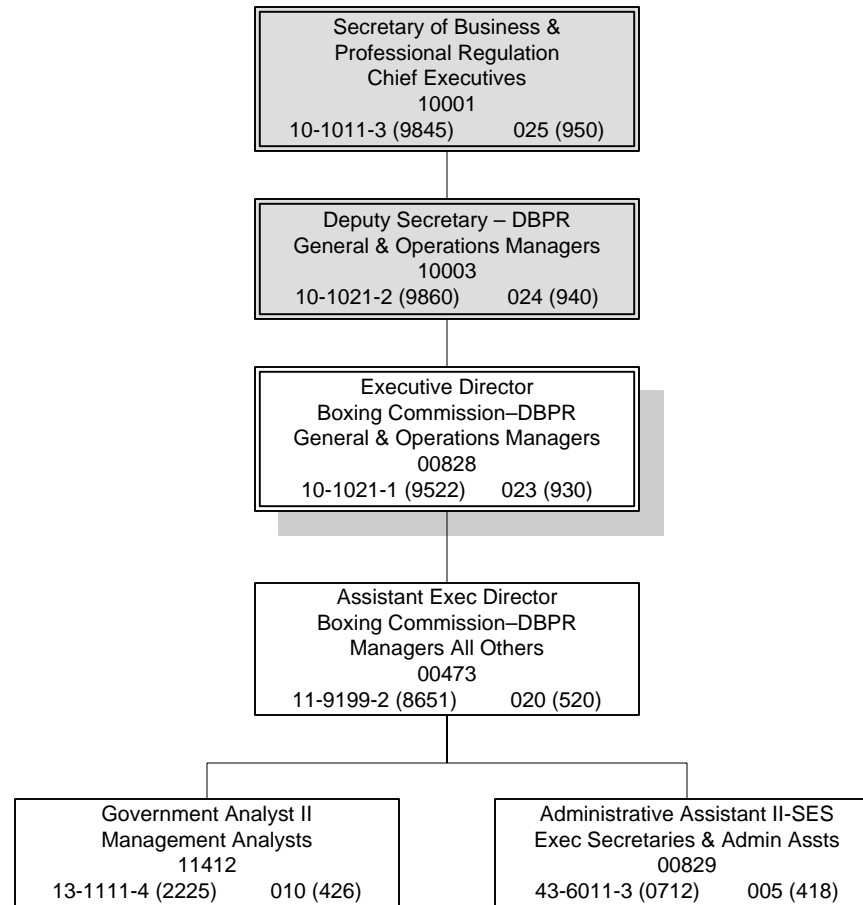 Secretary of Business &
Professional Regulation
Chief Executives
10001
10-1011-3 (9845) 025 (950)
Deputy Secretary – DBPR
General & Operations Managers
10003
10-1021-2 (9860) 024 (940)
Executive Director
Boxing Commission–DBPR
General & Operations Managers
00828
10-1021-1 (9522) 023 (930)
Assistant Exec Director
Boxing Commission–DBPR
Managers All Others
00473
11-9199-2 (8651) 020 (520)
Government Analyst II
Management Analysts
11412
13-1111-4 (2225) 010 (426)
Administrative Assistant II-SES
Exec Secretaries & Admin Assts
00829
43-6011-3 (0712) 005 (418)